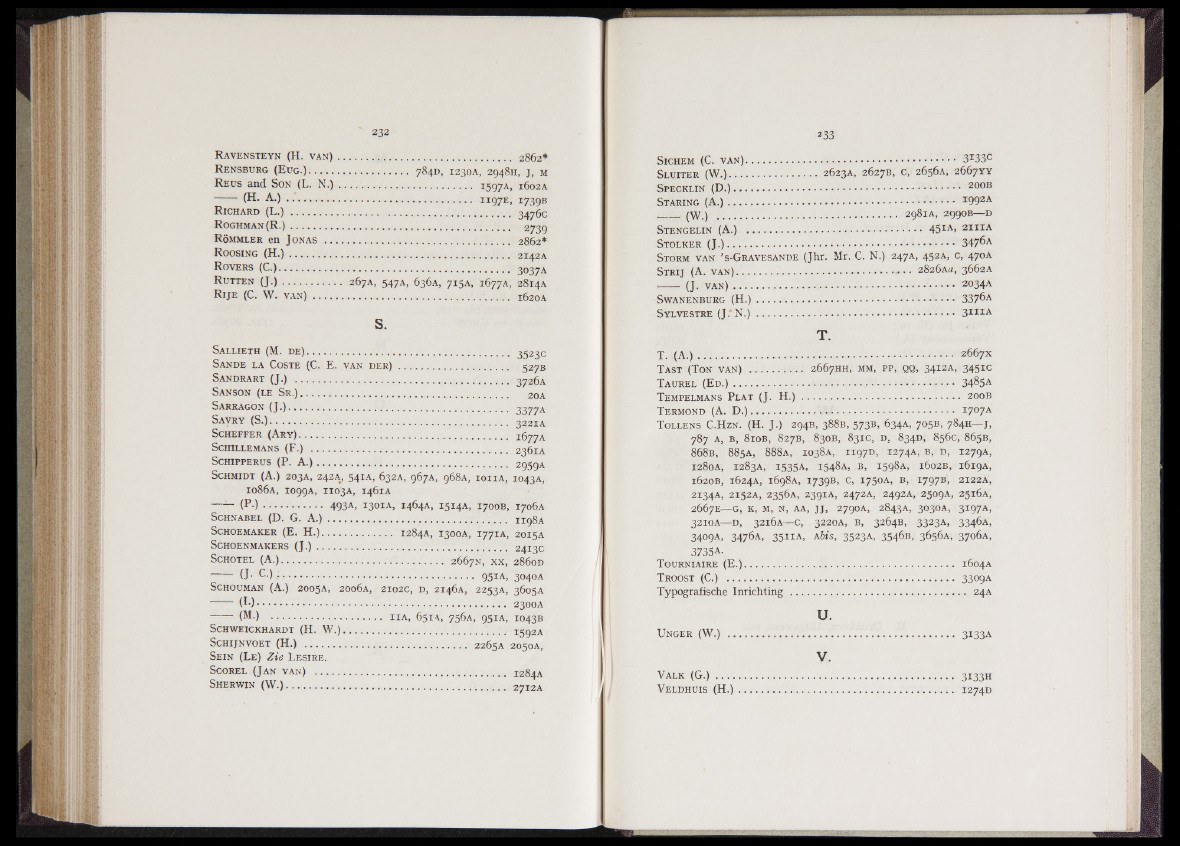 232
RAVENSTEYN (H. VAN) .............................. 2862*
RENSBURG (EUG.).................. 784D, 1230A, 2948H, J, M
REUS and SON (L. N.) ........................ 1597A, 1602A
—— (H. A.) ................................ 1197E, 1739B
RICHARD (L.) ...................................... 3476C
ROGHMAN (R.) ...................................... 2739
RÖMMLER en JONAS ................................ 2862*
ROOSING (H.) ...................................... 2142A
ROVERS (C.)........................................ 3037A
RUTTEN (J.) ........... 267A, 547A, 636A, 715A, 1677A, 2814A
RIJE (C. W. VAN) .................................. 1620A
S.
SALLIETH (M. DE).................................... 3523C
SANDE LA COSTE (C. E. VAN DER) .................... 527B
SANDRART (J.) ...................................... 3726A
SANSON (LE SR.)...................................... 20A
SARRAGON (J.)....................................... 3377A
SAVRY (S.).......................................... 3221A
SCHEFFER (ARY)..................................... 1677A
SCHILLEMANS (F.) .................................. 2361A
SCHIPPERUS (P. A.).................................. 2959A
SCHMIDT (A.) 203A, 242A, 541A, 632A, 967A, 968A, 1011A, 1043A,
1086A, 1099A, 1103A, 1461A
—— (P.) ........... 493A, 1301A, 1464A, 1514A, 1700B, 1706A
SCHNABEL (D. G. A.) ................................ 1198A
SCHOEMAKER (E. H.)............. 1284A, 1300A, 1771A, 2015A
SCHOENMAKERS (J.) .................................. 2413C
SCHOTEL (A.)............................. 2667N, XX, 2860D
—— (J. C.) .................................. 951A, 3040A
SCHOUMAN (A.) 2005A, 2006A, 2102C, D, 2146A, 2253A, 3605A
—— (I.)............................................ 2300A
—— (M.) .................... 11A, 651A, 756A, 951A, 1043B
SCHWEICKHARDT (H. W.)............................. 1592A
SCHIJNVOET (H.) ............................ 2265A 2050A,
SEIN (LE) Zie LESIRE.
SCOREL (JAN VAN) .................................. 1284A
SHERWIN (W.)....................................... 2712A
233
SICHEM (C. VAN)..................................... 3133C
SLUITER (W.)................ 2623A, 2627B, C, 2656A, 2667YY
SPECKLIN (D.)........................................ 200B
STARING (A.) ........................................ 1992A
—— (W.) ................................ 2981A, 2990B—D
STENGELIN (A.) .............................. 451A, 2111A
STOLKER (J.)........................................ 3476A
STORM VAN 's-GRAVESANDE (Jhr. Mr. C. N.) 247A, 452A, C, 470A
STRIJ (A. VAN).............................. 2826Aa, 3662A
—— (J. VAN) ....................................... 2034A
SWANENBURG (H.) ................................... 3376A
SYLVESTRE (J. N.) ................................... 3111A
T.
T. (A.) ............................................. 2667X
TAST (TON VAN) .......... 2667HH, MM, PP, QQ, 3412A, 3451C
TAUREL (ED.) ....................................... 3485A
TEMPELMANS PLAT (J. H.) ............................ 200B
TERMOND (A. D.).................................... 1707A
TOLLENS C.HZN. (H. J.) 294B, 388B, 573B, 634A, 705B, 784H—J,
787 A, B, 810B, 827B, 830B, 831C, D, 834D, 856C, 865B,
868B, 885A, 888A, 1038A, 1197D, 1274A, B, D, 1279A,
1280A, 1283A, 1535A, 1548A, B, 1598A, 1602B, 1619A,
1620B, 1624A, 1698A, 1739B, C, 1750A, B, 1797B, 2122A,
2134A, 2152A, 2356A, 2391A, 2472A, 2492A, 2509A, 2516A,
2667E—G, K, M, N, AA, JJ, 2790A, 2843A, 3030A, 3197A,
3210A—D, 3216A—C, 3220A, B, 3264B, 3323A, 3346A,
3409A, 3476A, 3511A, Abis, 3523A, 3546B, 3656A, 3706A,
3735A.
TOURNIAIRE (E.)..................................... 1604A
TROOST (C.) ........................................ 3309A
Typografische Inrichting ............................... 24A
U.
UNGER (W.) ........................................ 3133A
V.
VALK (G.) .......................................... 3133H
VELDHUIS (H.) ...................................... 1274D